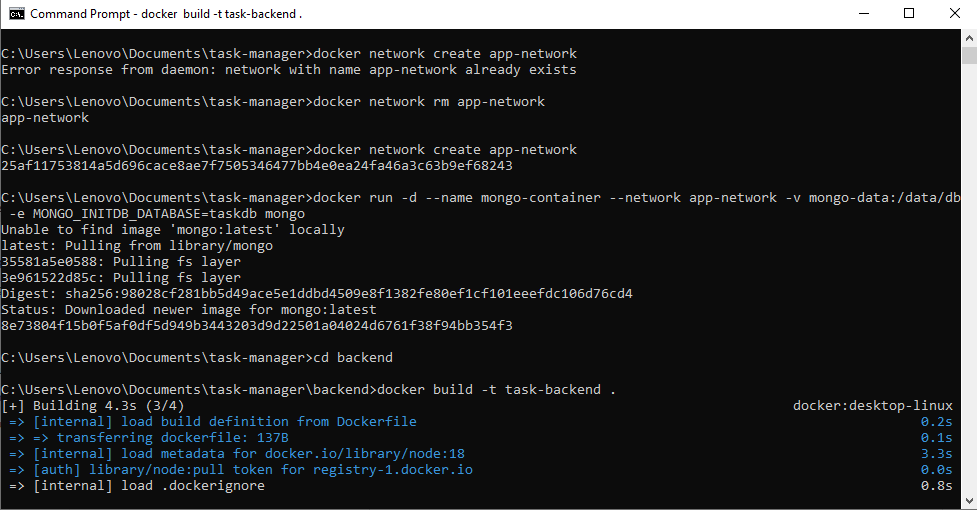 Command Prompt - docker  build -t task-backend .
C:\Users\Lenovo\Documents\task-manager>docker network create app-network
Error response from daemon: network with name app-network already exists
C:\Users\Lenovo\Documents\task-manager>docker network rm app-network
app-network
C:\Users\Lenovo\Documents\task-manager>docker network create app-network
25af11753814a5d696cace8ae7f7505346477bb4e0ea24fa46a3c63b9ef68243
C:\Users\Lenovo\Documents\task-manager>docker run -d --name mongo-container --network app-network -v mongo-data:/data/db
 -e MONGO_INITDB_DATABASE=taskdb mongo
Unable to find image 'mongo:latest' locally
latest: Pulling from library/mongo
35581a5e0588: Pulling fs layer
3e961522d85c: Pulling fs layer
Digest: sha256:98028cf281bb5d49ace5e1ddbd4509e8f1382fe80ef1cf101eeefdc106d76cd4
Status: Downloaded newer image for mongo:latest
8e73804f15b0f5af0df5d949b3443203d9d22501a04024d6761f38f94bb354f3
C:\Users\Lenovo\Documents\task-manager>cd backend
C:\Users\Lenovo\Documents\task-manager\backend>docker build -t task-backend .
[+] Building 4.3s (3/4) docker:desktop-linux
 => [internal] load build definition from Dockerfile 0.2s
 => => transferring dockerfile: 137B 0.1s
 => [internal] load metadata for docker.io/library/node:18 3.3s
 => [auth] library/node:pull token for registry-1.docker.io 0.0s
 => [internal] load .dockerignore 0.8s